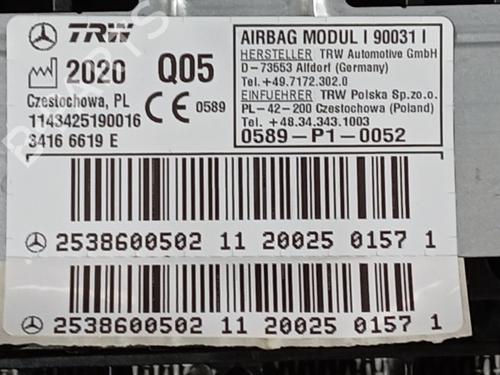 TRW
2020 Q05
Czestochowa, PL
0589
1143425190016
3416 6619 E
AIRBAG MODUL I 90031 I
HERSTELLER TRW Automotive GmbH
D-73553 Alfdorf (Germany)
Tel.+49.7172.302.0
EINFUEHRER TRW Polska Sp.zo.o.
PL-42-200 Czestochowa (Poland)
Tel. +48.34.343.1003
0589-P1-0052
2538600502 11 20025 0157 1
2538600502 11 20025 0157 1